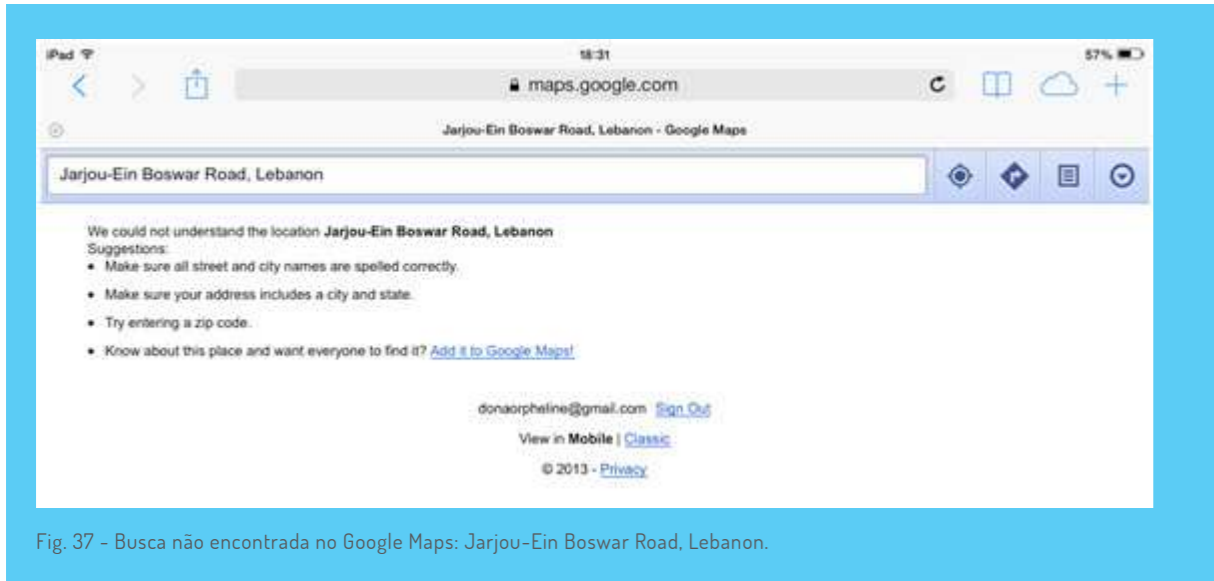 iPad 18:31 57%
maps.google.com
Jarjou-Ein Boswar Road, Lebanon - Google Maps
Jarjou-Ein Boswar Road, Lebanon
We could not understand the location Jarjou-Ein Boswar Road, Lebanon
Suggestions:
• Make sure all street and city names are spelled correctly.
• Make sure your address includes a city and state.
• Try entering a zip code.
• Know about this place and want everyone to find it? Add it to Google Maps!
donaorpheline@gmail.com Sign Out
View in Mobile | Classic
© 2013 - Privacy
Fig. 37 - Busca não encontrada no Google Maps: Jarjou-Ein Boswar Road, Lebanon.